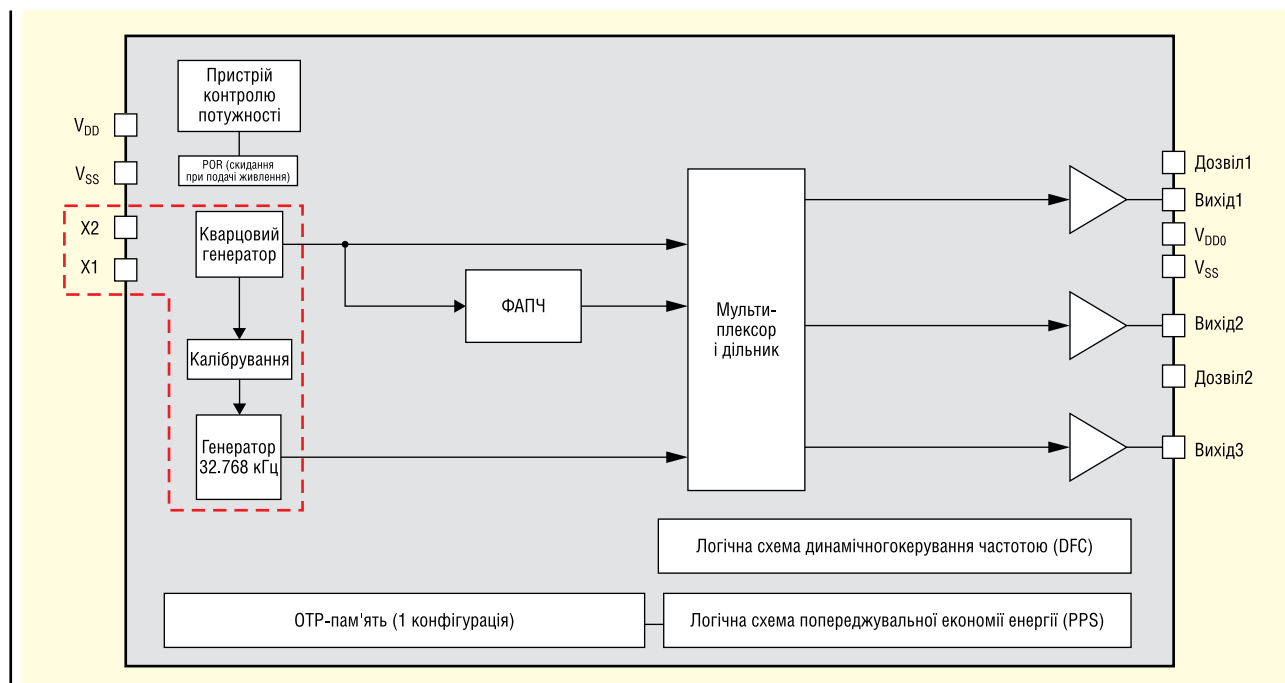 Пристрій
контролю
потужності
POR (скидання
при подачі живлення)
VDD
VSS
X2
X1
Кварцовий
генератор
Калібрування
Генератор
32.768 кГц
ФАПЧ
Мульти-
плексор
і дільник
Дозвіл1
Вихід1
VDD0
VSS
Вихід2
Дозвіл2
Вихід3
Логічна схема динамічногокерування частотою (DFC)
ОТР-пам'ять (1 конфігурація)
Логічна схема попереджувальної економії енергії (PPS)